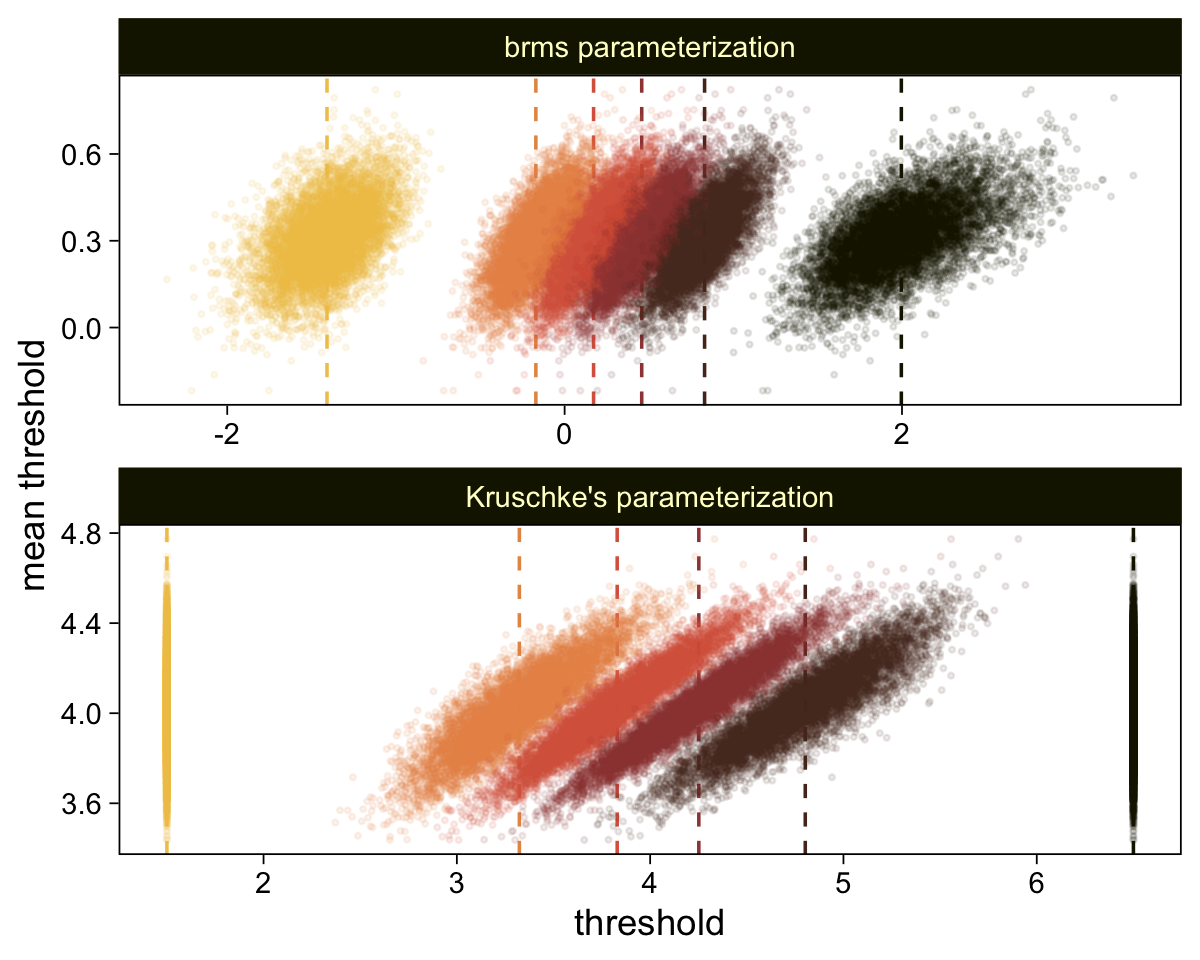 brms parameterization
0.6
0.3
0.0
-2 0 2
mean threshold
Kruschke's parameterization
4.8
4.4
4.0
3.6
2 3 4 5 6
threshold